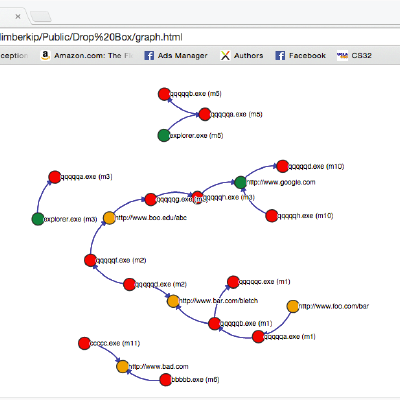 limberkip/Public/Drop%20Box/graph.html
ception
Amazon.com: The Fl
Ads Manager
Authors
Facebook
CS32
qqqqqb.exe (m5)
qqqqqa.exe (m5)
explorer.exe (m5)
qqqqqa.exe (m3)
qqqqqd.exe (m10)
http://www.google.com
qqqqqg.exe
qqqqqh.exe (m10)
explorer.exe (m3)
http://www.boo.edu/abc
qqqqqh.exe (m10)
qqqqqf.exe (m2)
qqqqqd.exe (m2)
qqqqqc.exe (m1)
http://www.bar.com/bletch
http://www.foo.com/bar
qqqqqb.exe (m1)
qqqqqa.exe (m1)
ccccc.exe (m11)
http://www.bad.com
bbbbb.exe (m6)